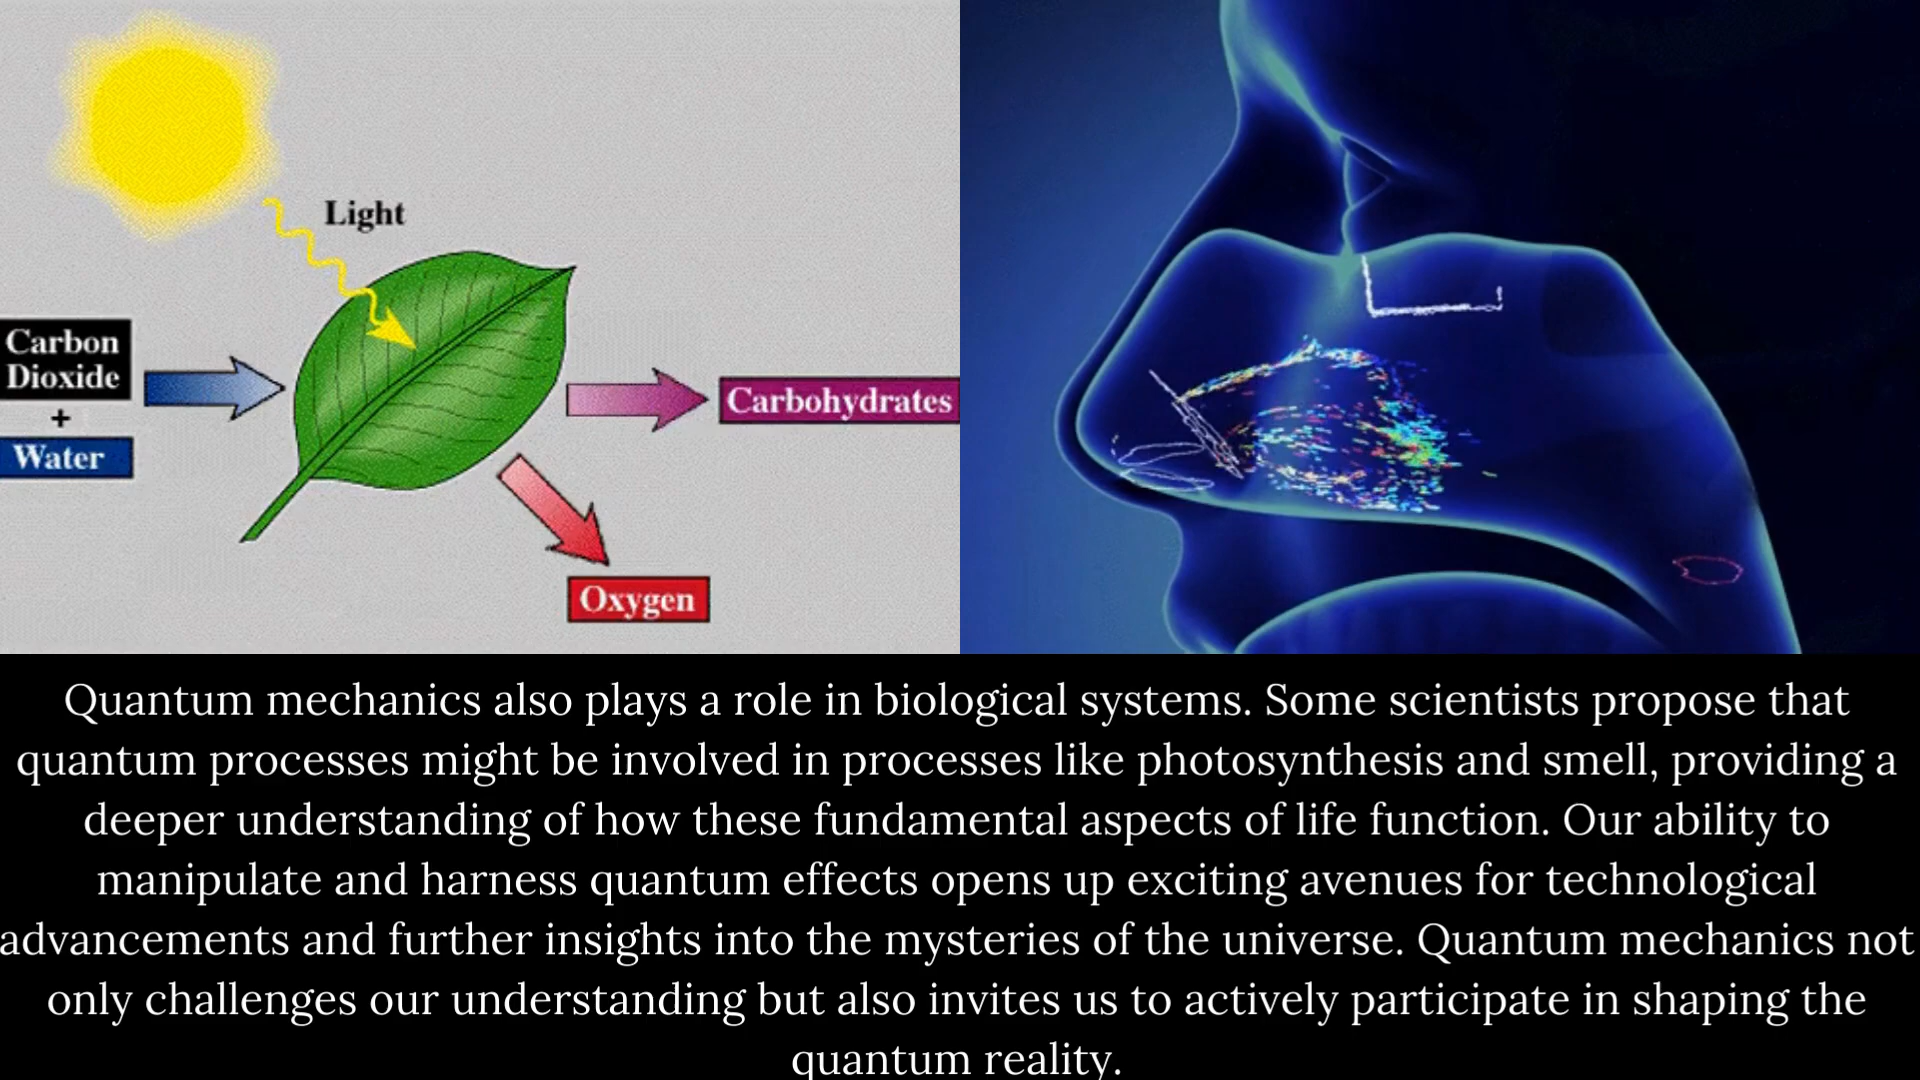 Light
Carbon
Dioxide
+
Water
Carbohydrates
Oxygen
Quantum mechanics also plays a role in biological systems. Some scientists propose that
quantum processes might be involved in processes like photosynthesis and smell, providing a
deeper understanding of how these fundamental aspects of life function. Our ability to
manipulate and harness quantum effects opens up exciting avenues for technological
advancements and further insights into the mysteries of the universe. Quantum mechanics not
only challenges our understanding but also invites us to actively participate in shaping the
quantum reality.